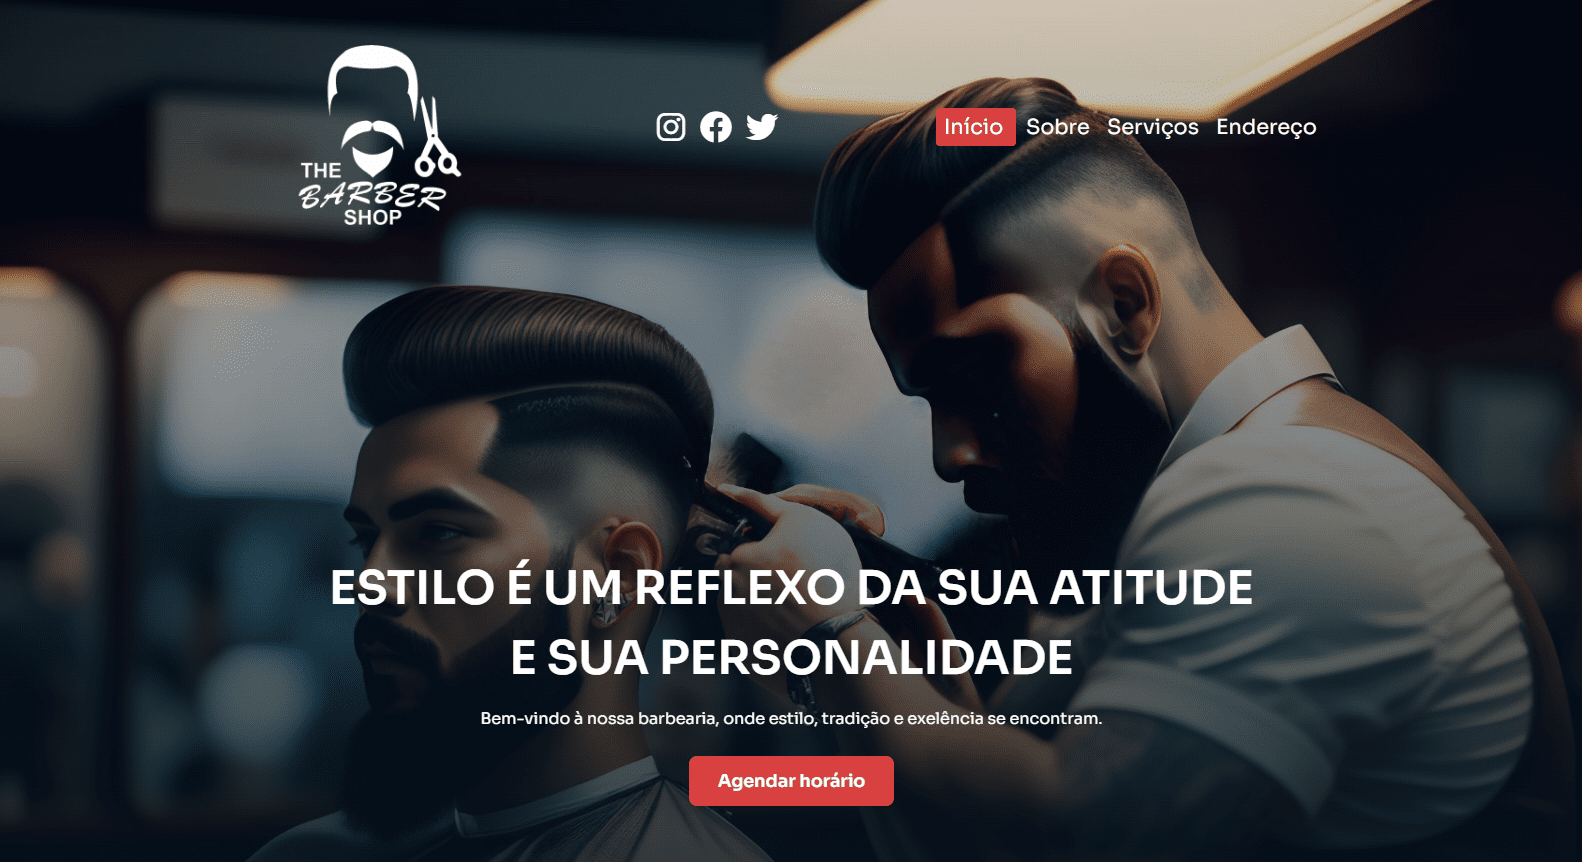 THE
BARBER
SHOP
Início Sobre Serviços Endereço
ESTILO É UM REFLEXO DA SUA ATITUDE
E SUA PERSONALIDADE
Bem-vindo à nossa barbearia, onde estilo, tradição e exelência se encontram.
Agendar horário